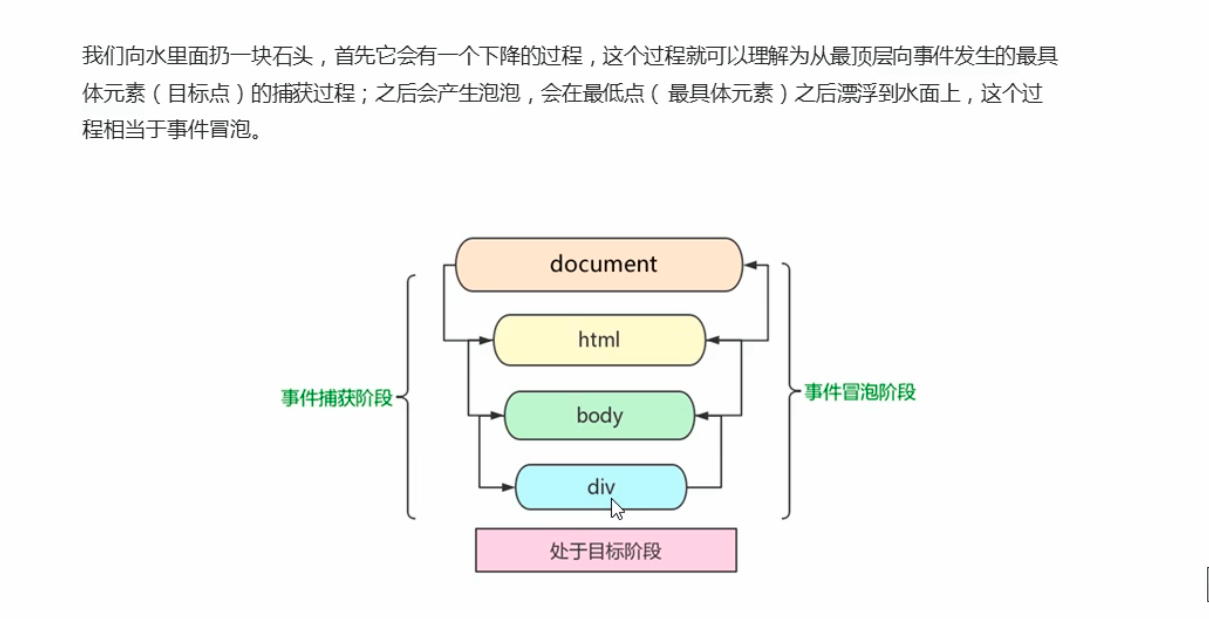 我们向水里面扔一块石头，首先它会有一个下降的过程，这个过程就可以理解为从最顶层向事件发生的最具
体元素（目标点）的捕获过程；之后会产生泡泡，会在最低点（ 最具体元素）之后漂浮到水面上，这个过
程相当于事件冒泡。
document
html
事件捕获阶段
事件冒泡阶段
body
div
处于目标阶段